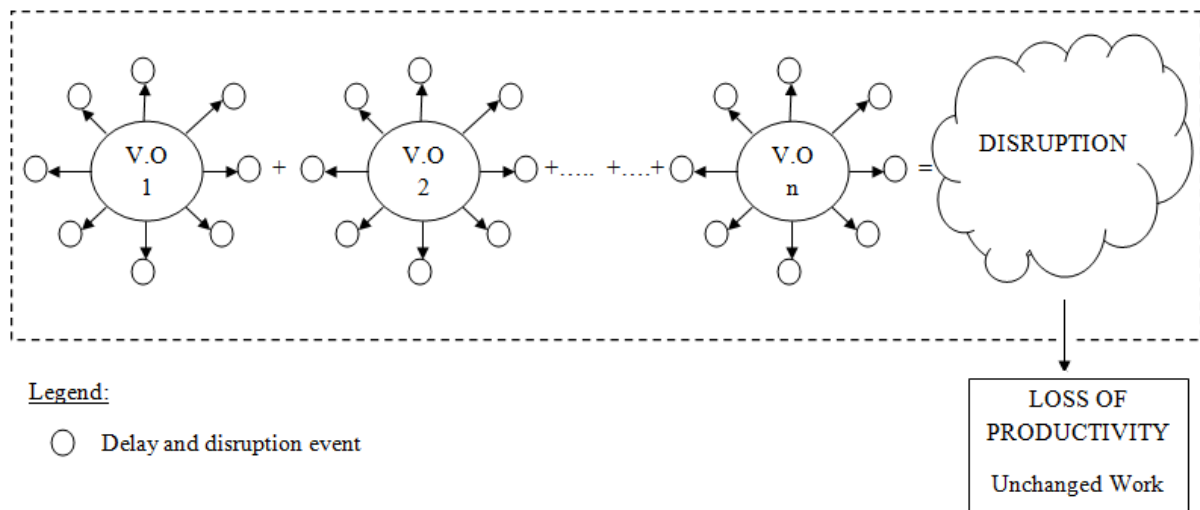 V.O
1
+
V.O
2
+..... +....+
V.O
n
=
DISRUPTION
Legend:
Delay and disruption event
LOSS OF
PRODUCTIVITY
Unchanged Work